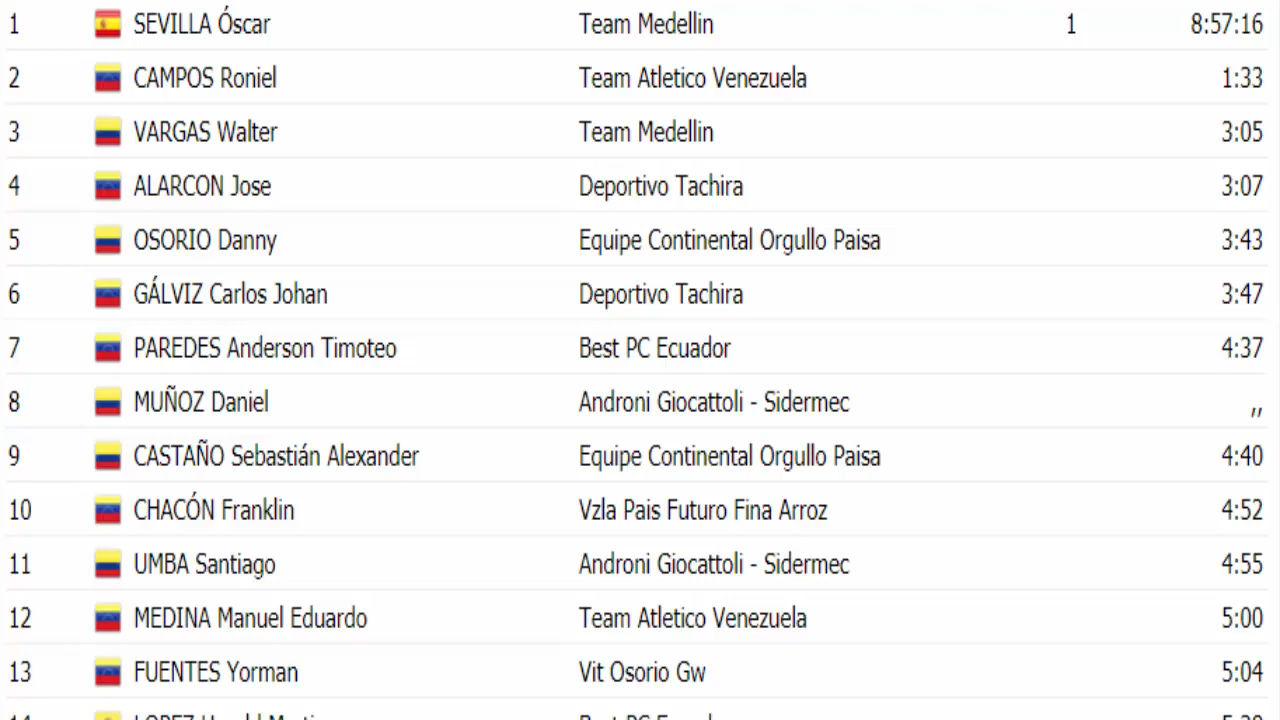 1 SEVILLA Óscar Team Medellin 1 8:57:16
2 CAMPOS Roniel Team Atletico Venezuela 1:33
3 VARGAS Walter Team Medellin 3:05
4 ALARCON Jose Deportivo Tachira 3:07
5 OSORIO Danny Equipe Continental Orgullo Paisa 3:43
6 GÁLVIZ Carlos Johan Deportivo Tachira 3:47
7 PAREDES Anderson Timoteo Best PC Ecuador 4:37
8 MUÑOZ Daniel Androni Giocattoli - Sidermec ,,
9 CASTAÑO Sebastián Alexander Equipe Continental Orgullo Paisa 4:40
10 CHACÓN Franklin Vzla Pais Futuro Fina Arroz 4:52
11 UMBA Santiago Androni Giocattoli - Sidermec 4:55
12 MEDINA Manuel Eduardo Team Atletico Venezuela 5:00
13 FUENTES Yorman Vit Osorio Gw 5:04